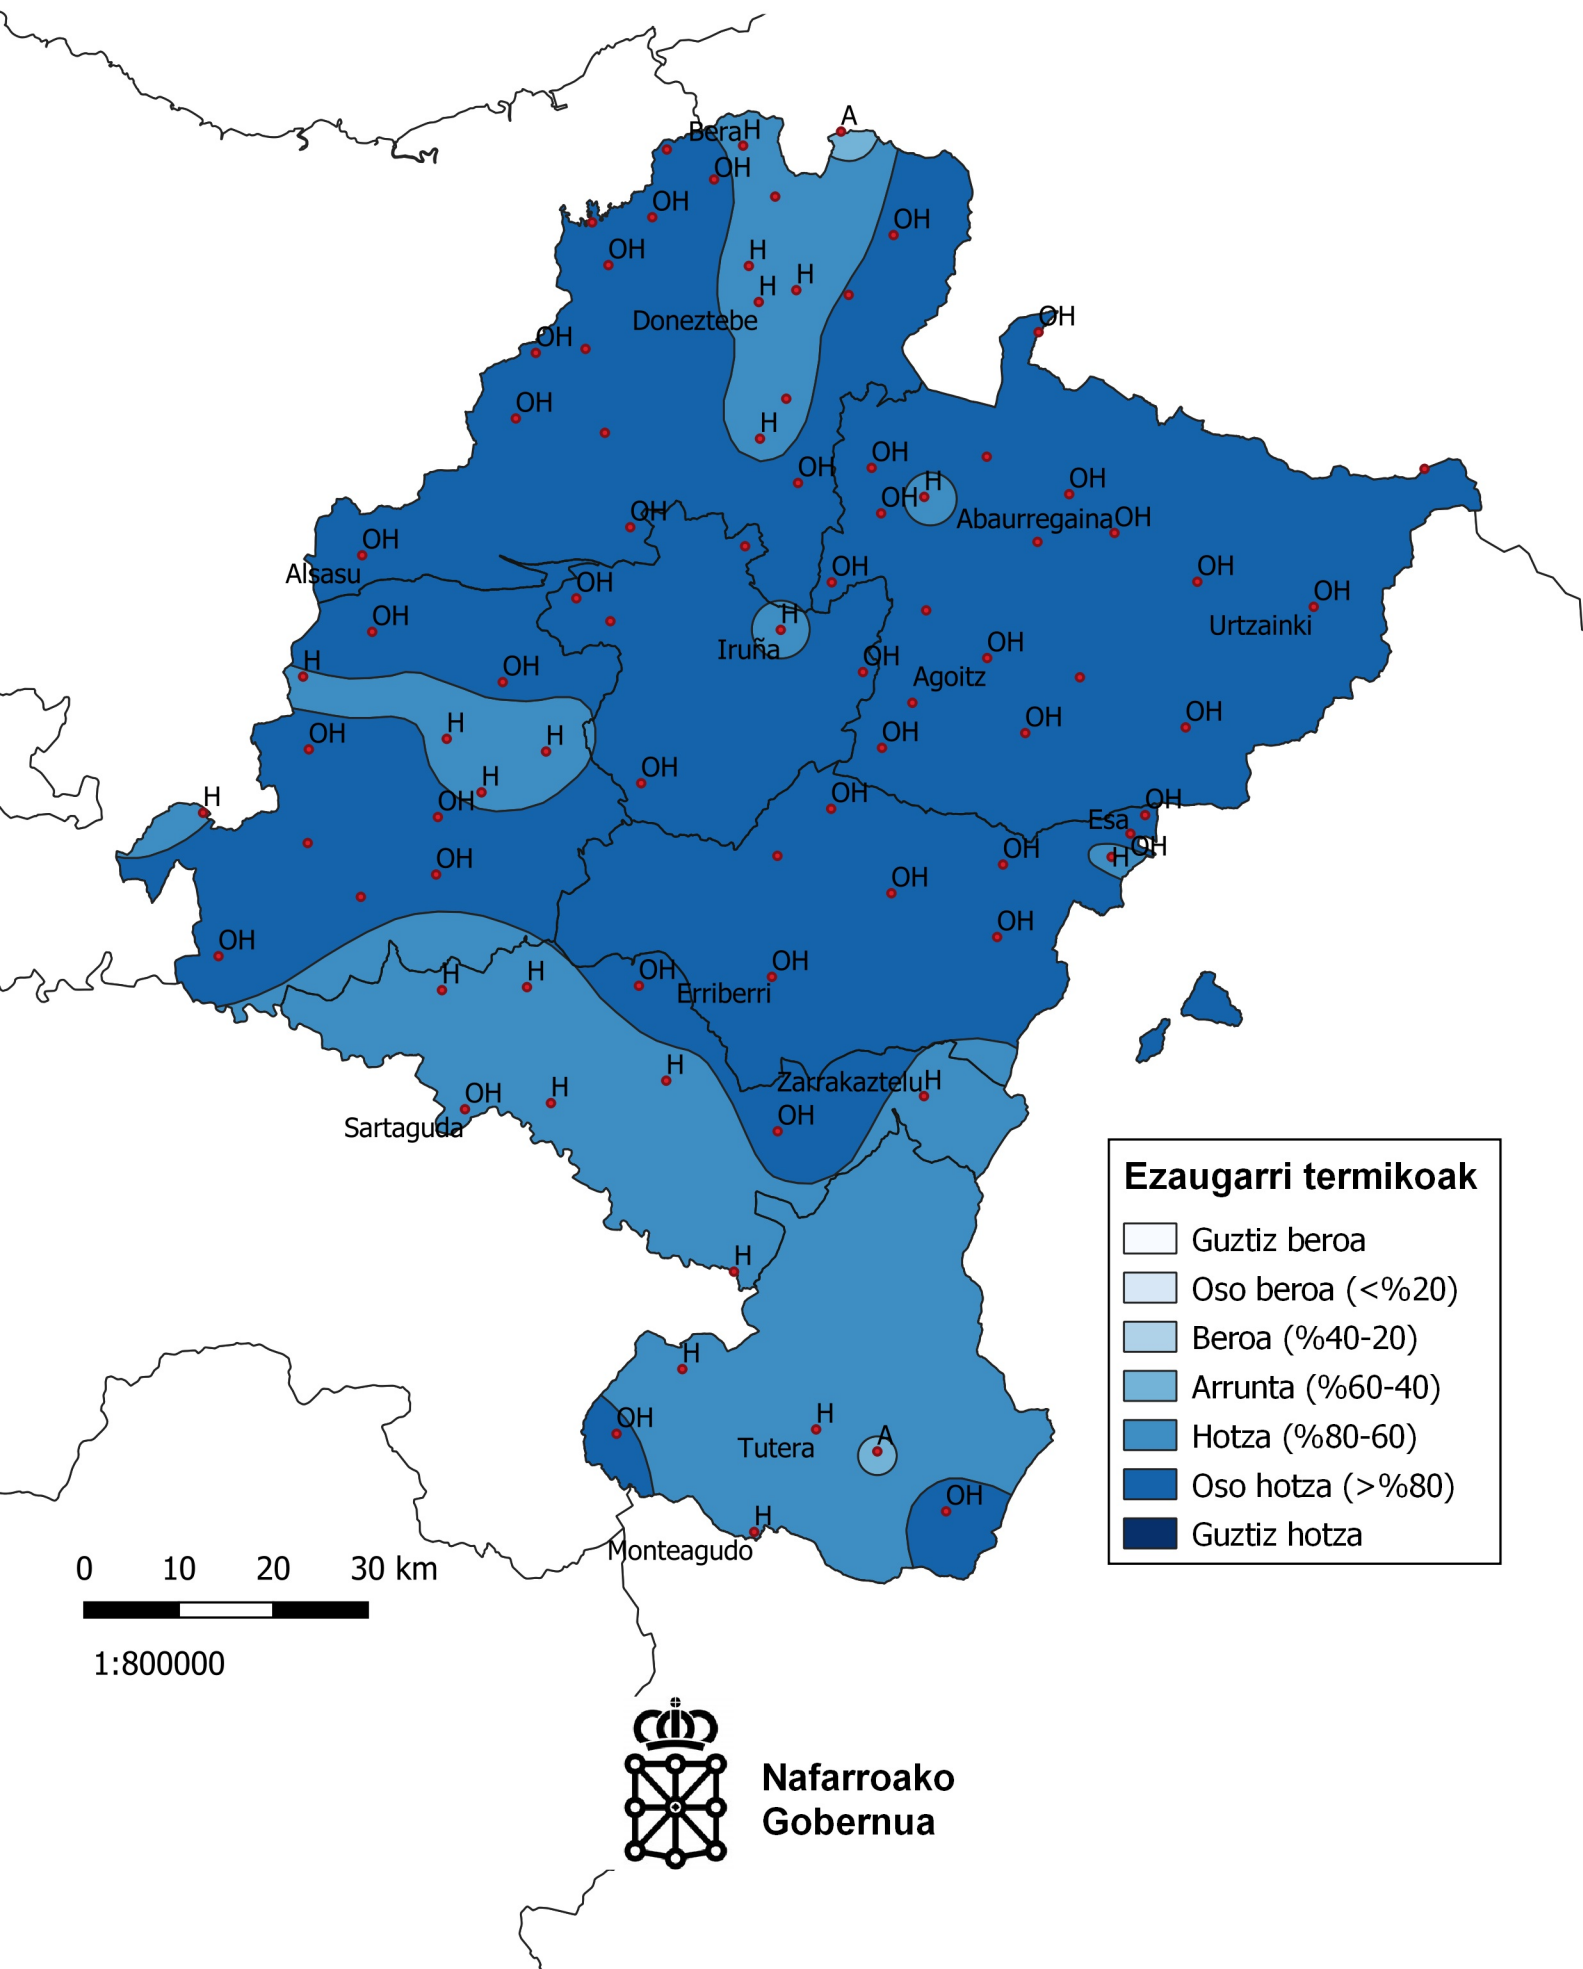 A
BeraH
OH
OH
OH
OH
H
H
H
Doneztebe
OH
OH
OH
H
OH
OH
H
OH
OH
AbaurregainaOH
OH
OH
Alsasu
OH
OH
OH
OH
OH
H
Urtzainki
Iruña
OH
OH
H
OH
Agoitz
OH
OH
H
H
OH
OH
OH
H
H
OH
OH
OH
Esa
OH
OH
H
OH
OH
OH
OH
OH
H
H
OH
Erriberri
H
ZarrakazteluH
OH
H
OH
Sartaguda
H
H
OH
H
Tutera
A
OH
H
Monteagudo
Ezaugarri termikoak
Guztiz beroa
Oso beroa (<%20)
Beroa (%40-20)
Arrunta (%60-40)
Hotza (%80-60)
Oso hotza (>%80)
Guztiz hotza
0 10 20 30 km
1:800000
Nafarroako
Gobernua